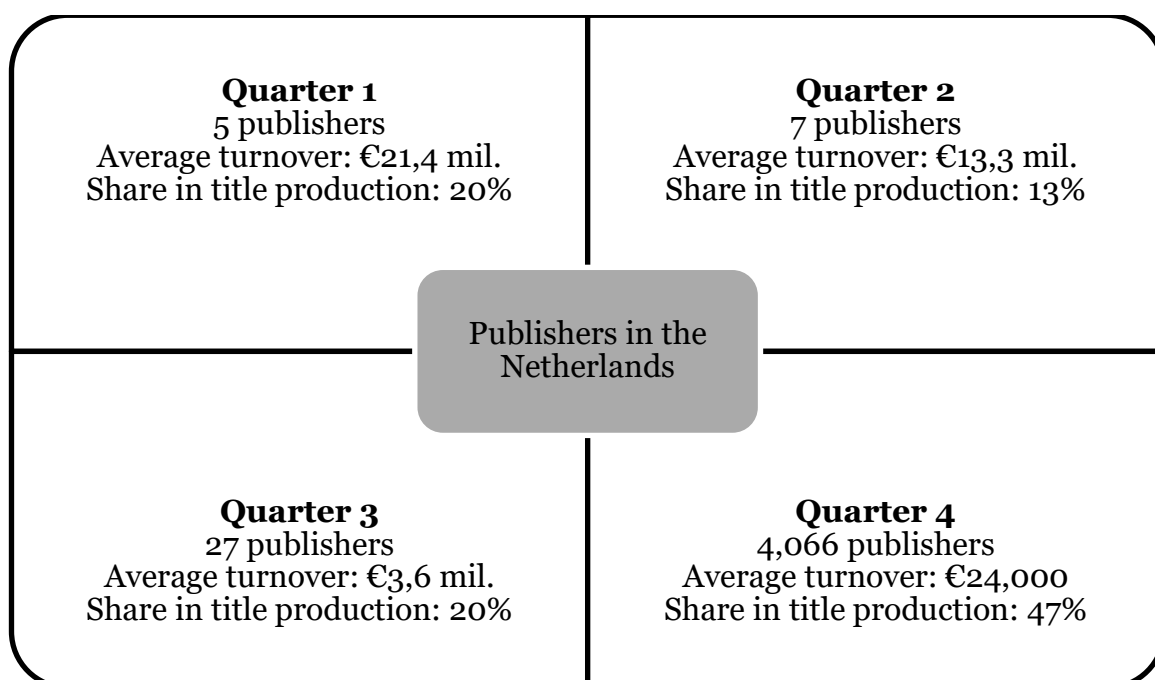 Quarter 1
5 publishers
Average turnover: €21,4 mil.
Share in title production: 20%
Quarter 2
7 publishers
Average turnover: €13,3 mil.
Share in title production: 13%
Publishers in the
Netherlands
Quarter 3
27 publishers
Average turnover: €3,6 mil.
Share in title production: 20%
Quarter 4
4,066 publishers
Average turnover: €24,000
Share in title production: 47%